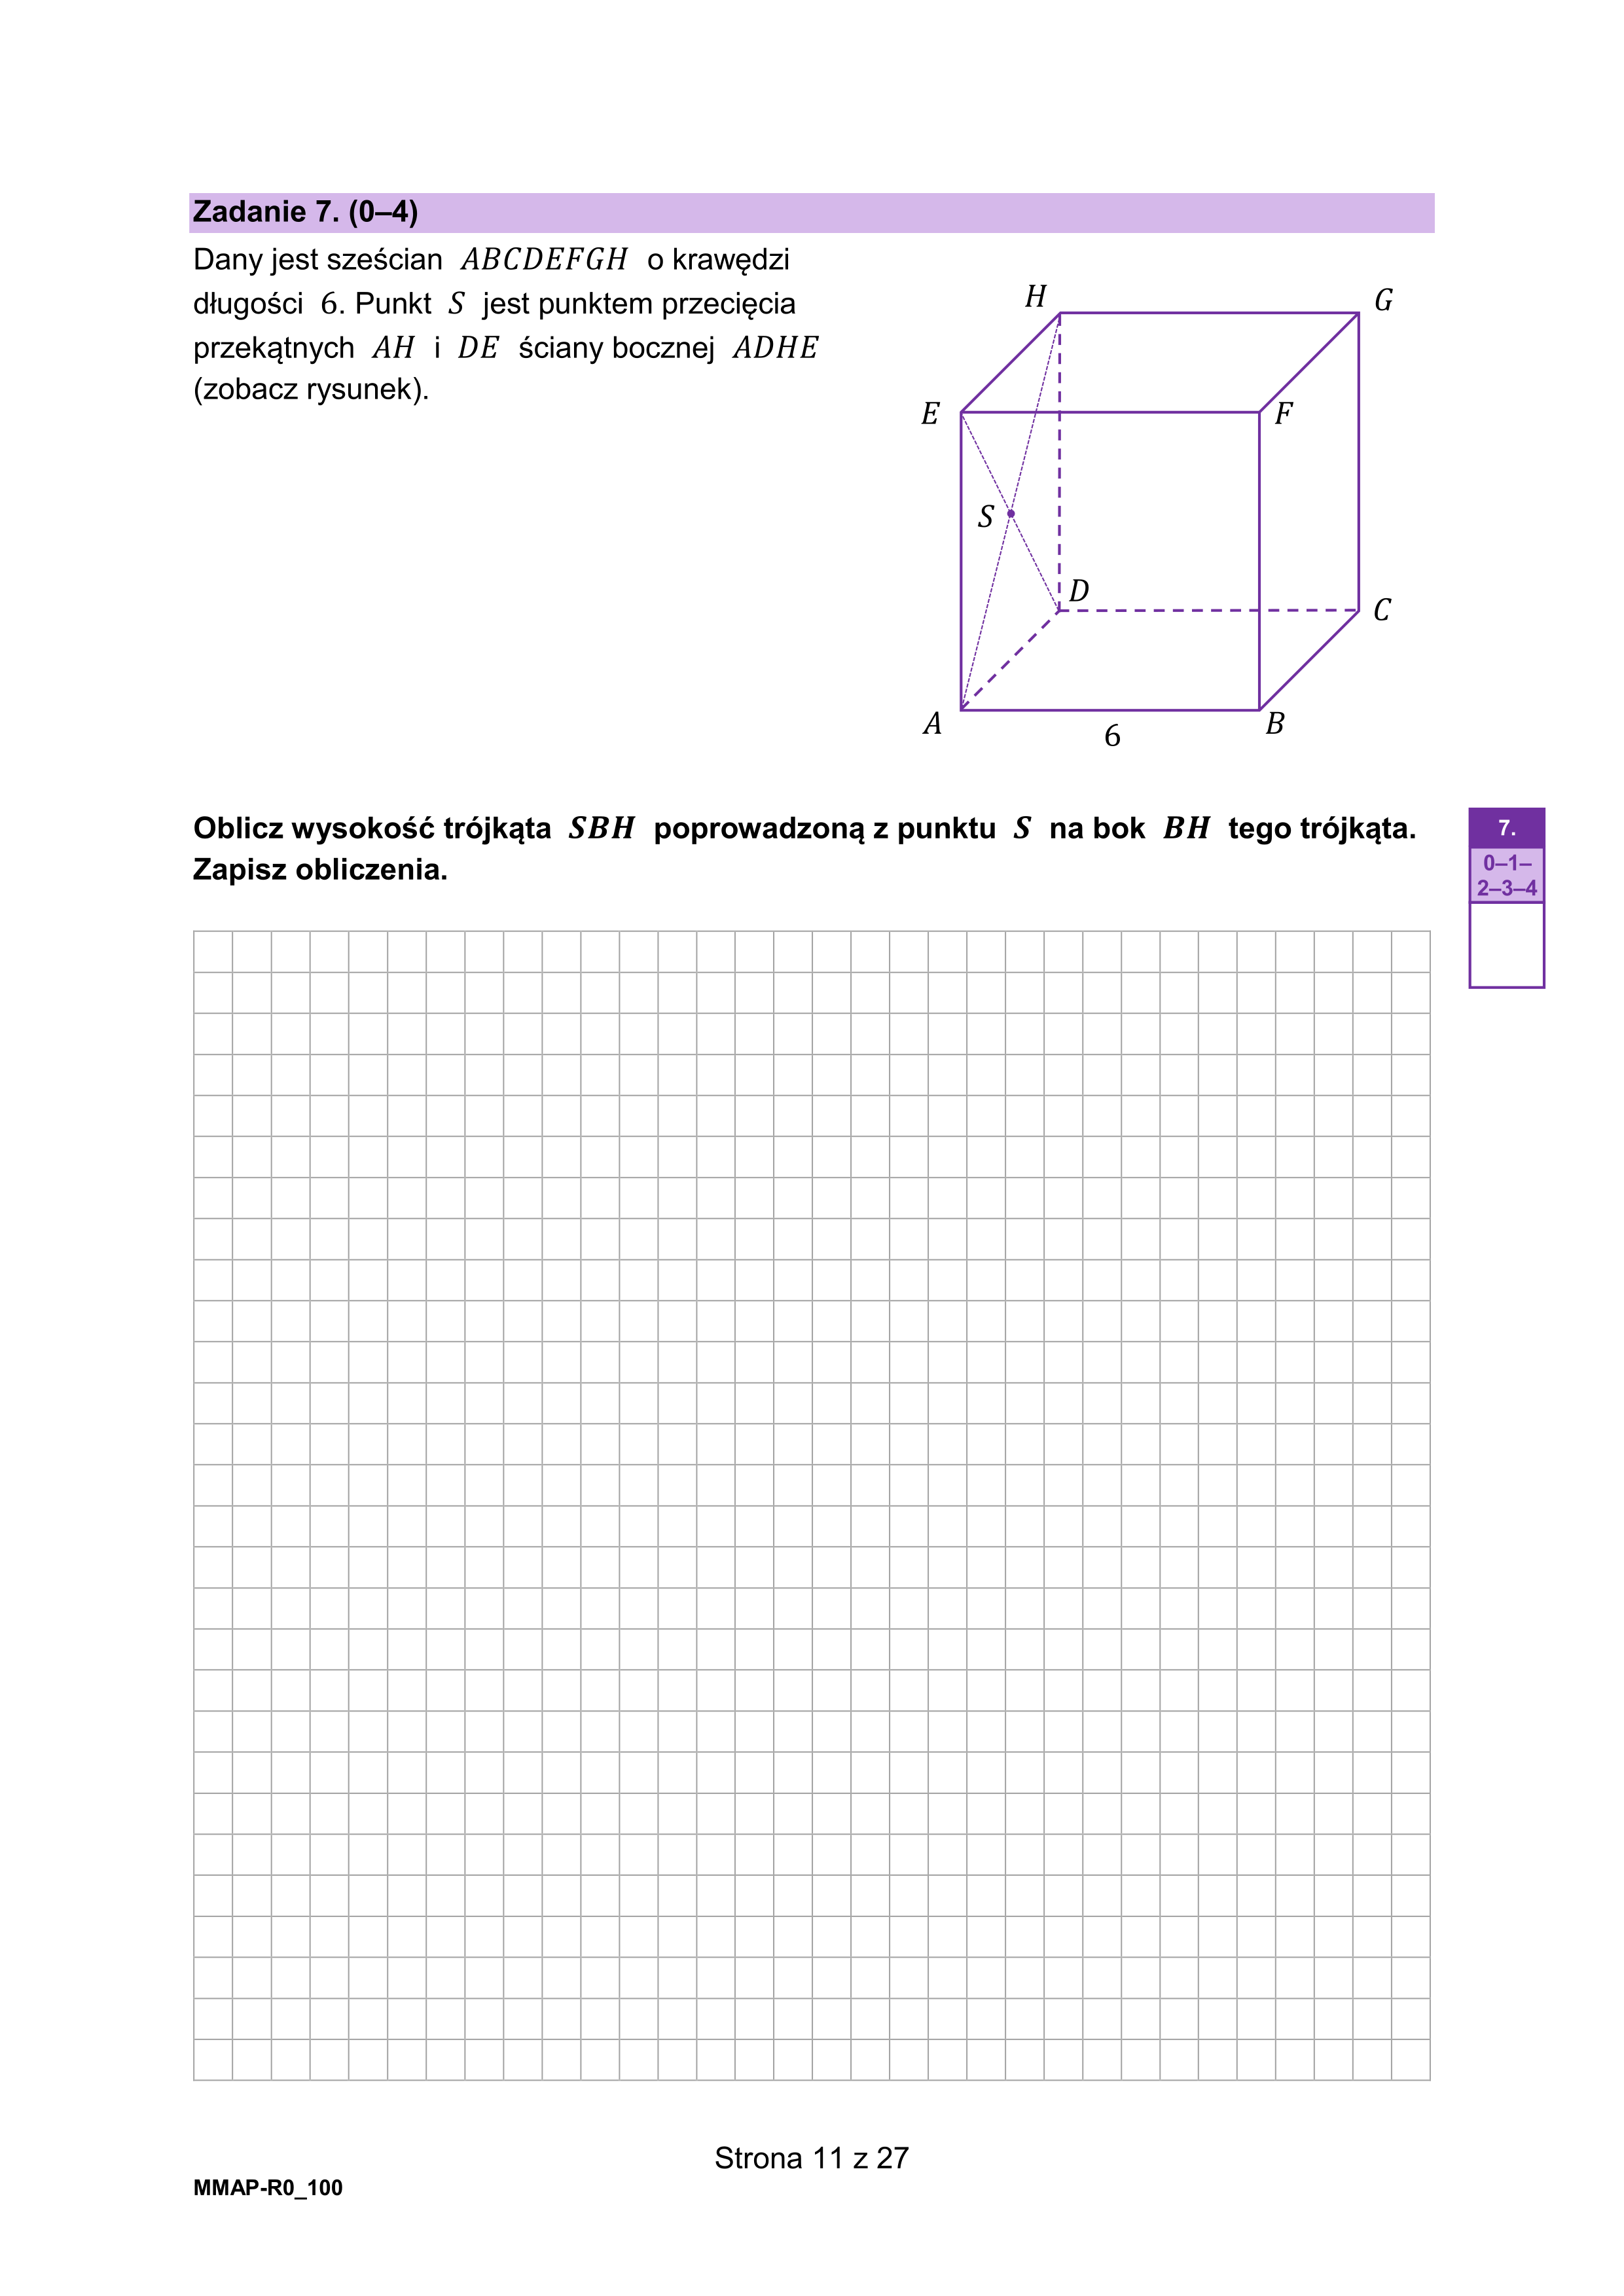 Zadanie 7. (0–4)
Dany jest sześcian ABCDEFGH o krawędzi
długości 6. Punkt S jest punktem przecięcia
przekątnych AH i DE ściany bocznej ADHE
(zobacz rysunek).
H
G
E
F
S
D
C
A
B
6
Oblicz wysokość trójkąta SBH poprowadzoną z punktu S na bok BH tego trójkąta.
Zapisz obliczenia.
7.
0–1–
2–3–4
Strona 11 z 27
MMAP-R0_100